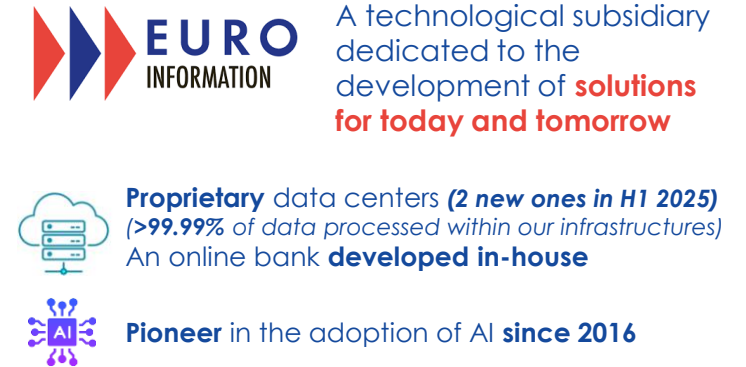 EURO
INFORMATION
A technological subsidiary
dedicated to the
development of solutions
for today and tomorrow
Proprietary data centers (2 new ones in H1 2025)
(>99.99% of data processed within our infrastructures)
An online bank developed in-house
AI
Pioneer in the adoption of AI since 2016